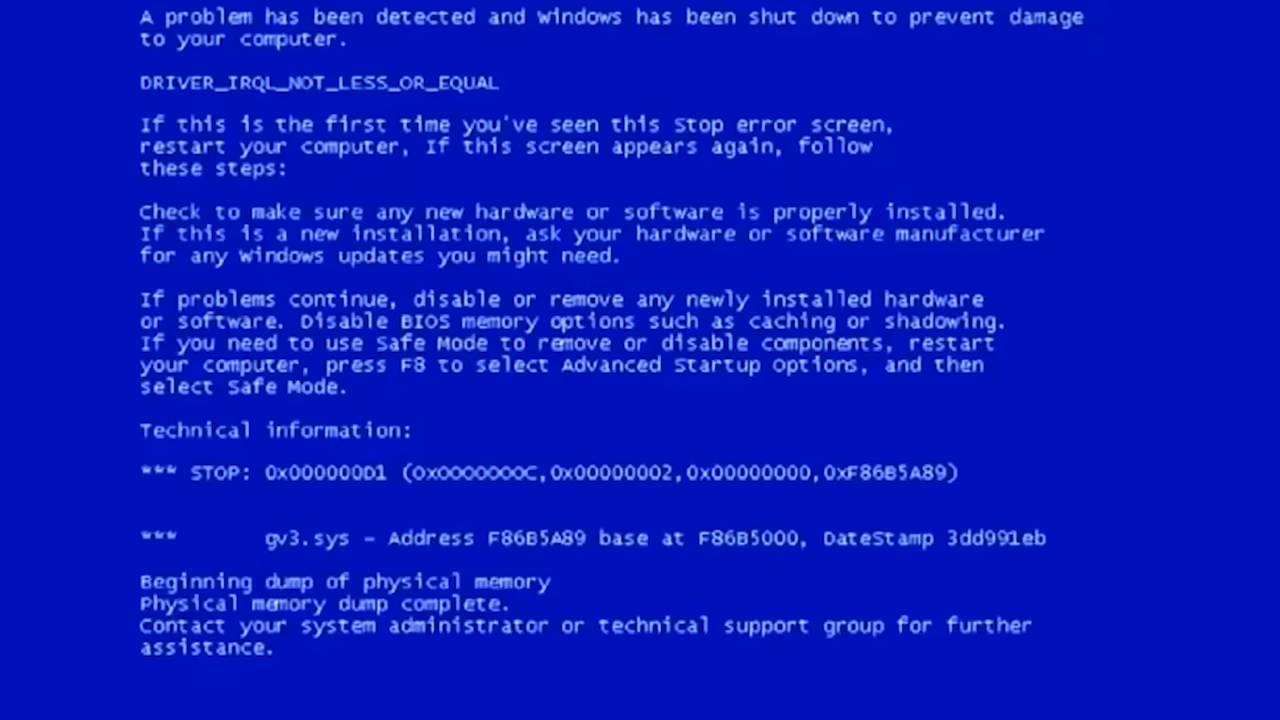 A problem has been detected and Windows has been shut down to prevent damage
to your computer.
DRIVER_IRQL_NOT_LESS_OR_EQUAL
If this is the first time you've seen this Stop error screen,
restart your computer, If this screen appears again, follow
these steps:
Check to make sure any new hardware or software is properly installed.
If this is a new installation, ask your hardware or software manufacturer
for any Windows updates you might need.
If problems continue, disable or remove any newly installed hardware
or software. Disable BIOS memory options such as caching or shadowing.
If you need to use Safe Mode to remove or disable components, restart
your computer, press F8 to select Advanced Startup Options, and then
select Safe Mode.
Technical information:
*** STOP: 0x000000D1 (0x0000000C,0x00000002,0x00000000,0xF86B5A89)
*** gv3.sys - Address F86B5A89 base at F86B5000, DateStamp 3dd991eb
Beginning dump of physical memory
Physical memory dump complete.
Contact your system administrator or technical support group for further
assistance.